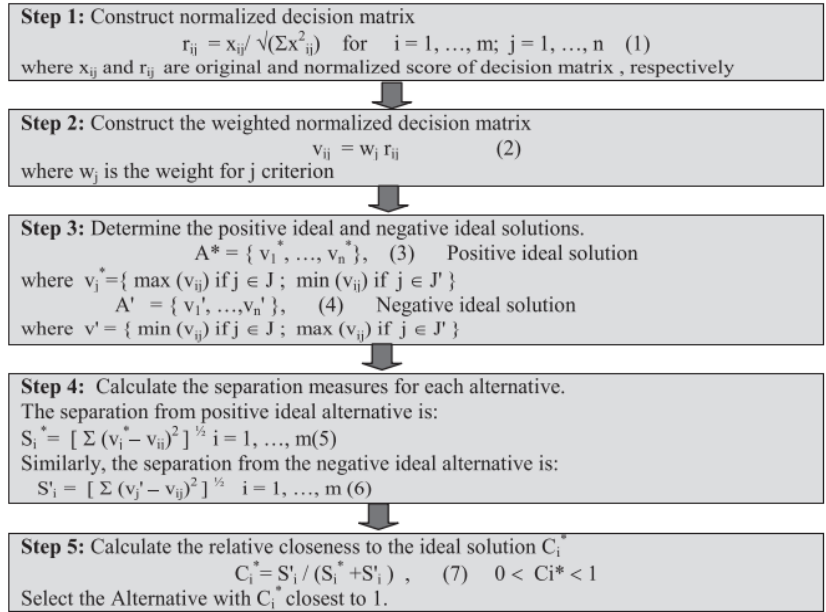 Step 1: Construct normalized decision matrix
r_ij = x_ij/ √(Σx²_ij) for i = 1, …, m; j = 1, …, n (1)
where x_ij and r_ij are original and normalized score of decision matrix , respectively
Step 2: Construct the weighted normalized decision matrix
v_ij = w_j r_ij (2)
where w_j is the weight for j criterion
Step 3: Determine the positive ideal and negative ideal solutions.
A* = { v_1^*, …, v_n^*}, (3) Positive ideal solution
where v_j^*={ max (v_ij) if j ∈ J ; min (v_ij) if j ∈ J' }
A' = { v_1', …,v_n' }, (4) Negative ideal solution
where v' = { min (v_ij) if j ∈ J ; max (v_ij) if j ∈ J' }
Step 4: Calculate the separation measures for each alternative.
The separation from positive ideal alternative is:
S_i^*= [ Σ (v_j^*– v_ij)² ] ^½ i = 1, …, m(5)
Similarly, the separation from the negative ideal alternative is:
S'_i = [ Σ (v_j' – v_ij)² ] ^½ i = 1, …, m (6)
Step 5: Calculate the relative closeness to the ideal solution C_i^*
C_i^*= S'_i / (S_i^* +S'_i ) , (7) 0 < Ci* < 1
Select the Alternative with C_i^* closest to 1.